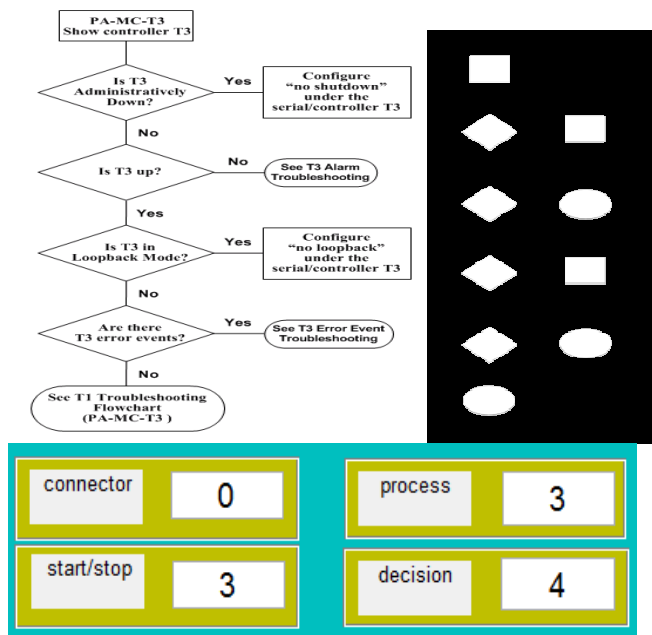 PA-MC-T3
Show controller T3
Is T3
Administratively
Down?
Yes
Configure
“no shutdown”
under the
serial/controller T3
No
Is T3 up?
No
See T3 Alarm
Troubleshooting
Yes
Is T3 in
Loopback Mode?
Yes
Configure
“no loopback”
under the
serial/controller T3
No
Are there
T3 error events?
Yes
See T3 Error Event
Troubleshooting
No
See T1 Troubleshooting
Flowchart
(PA-MC-T3 )
connector
0
process
3
start/stop
3
decision
4